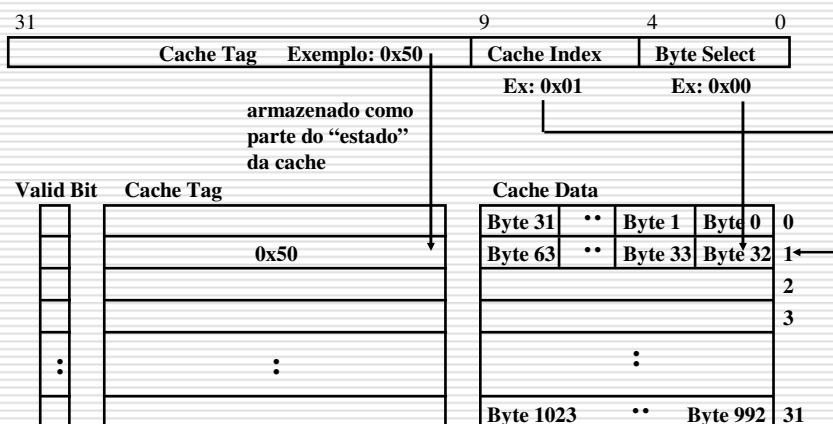 31 9 4 0
Cache Tag Exemplo: 0x50 Cache Index Byte Select
Ex: 0x01 Ex: 0x00
armazenado como
parte do “estado”
da cache
Valid Bit Cache Tag Cache Data
Byte 31 •• Byte 1 Byte 0 0
0x50 Byte 63 •• Byte 33 Byte 32 1
2
3
: : :
Byte 1023 •• Byte 992 31